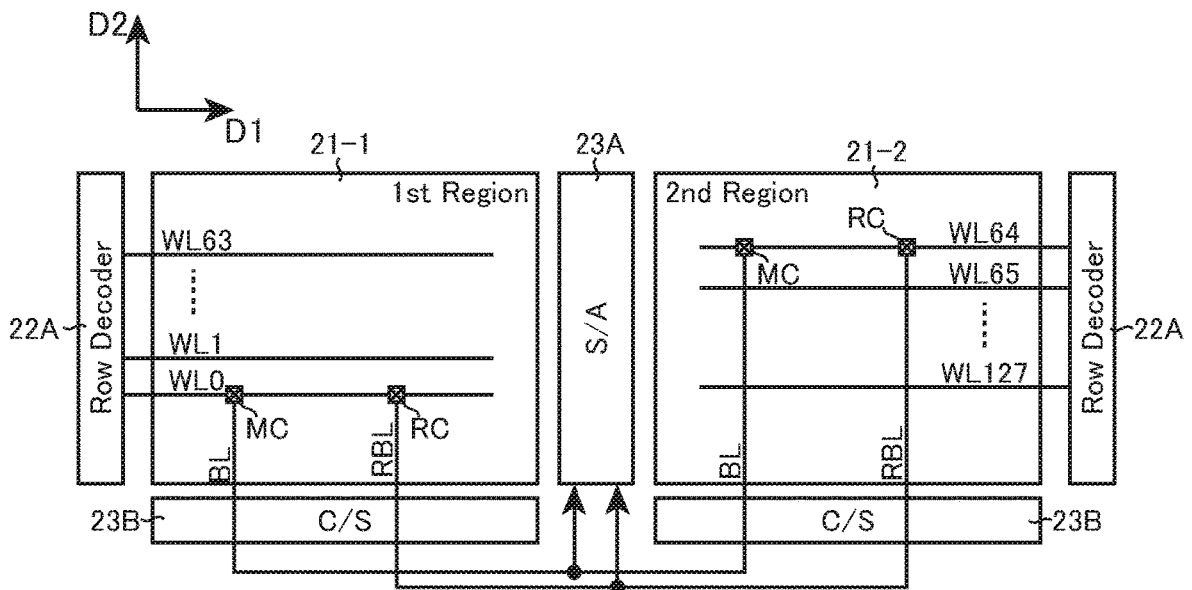 D2
D1
21-1
23A
21-2
1st Region
2nd Region
Row Decoder
22A
WL63
WL1
WL0
MC
RC
BL
RBL
S/A
RC
WL64
MC
WL65
WL127
BL
RBL
Row Decoder
22A
23B
C/S
C/S
23B